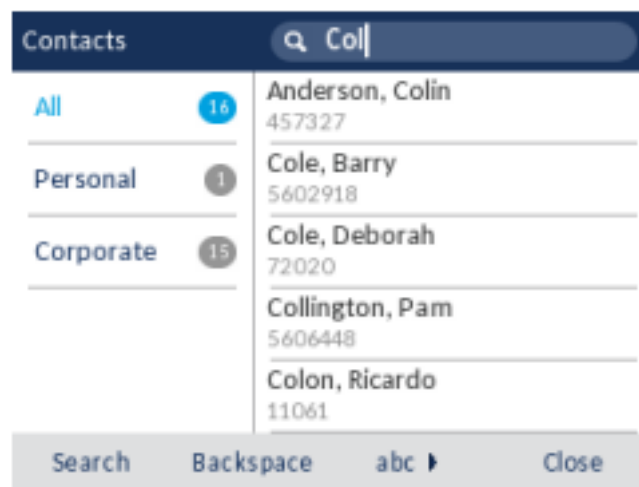 Contacts
Col
All 16
Personal 1
Corporate 15
Anderson, Colin
457327
Cole, Barry
5602918
Cole, Deborah
72020
Collington, Pam
5606448
Colon, Ricardo
11061
Search Backspace abc Close